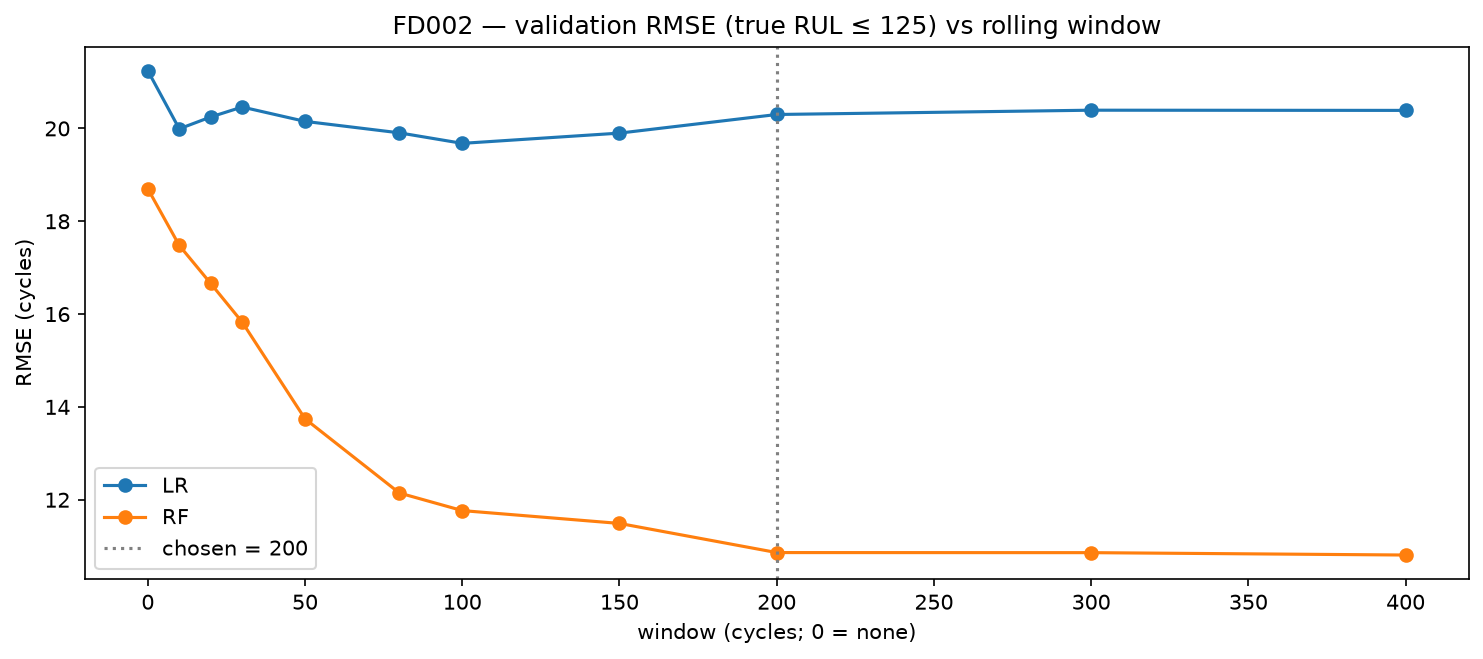 FD002 — validation RMSE (true RUL ≤ 125) vs rolling window
RMSE (cycles)
20
18
16
14
12
LR
RF
chosen = 200
0 50 100 150 200 250 300 350 400
window (cycles; 0 = none)